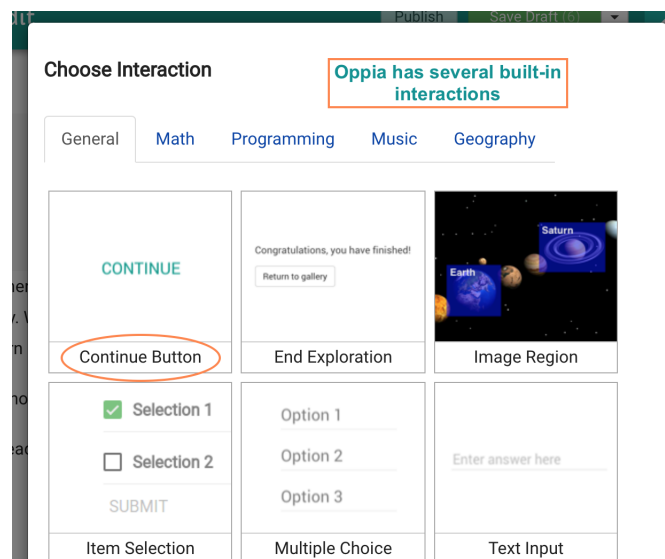 Publish
Save Draft (6)
Choose Interaction
Oppia has several built-in
interactions
General
Math
Programming
Music
Geography
CONTINUE
Congratulations, you have finished!
Return to gallery
Saturn
Earth
Continue Button
End Exploration
Image Region
Selection 1
Selection 2
SUBMIT
Option 1
Option 2
Option 3
Enter answer here
Item Selection
Multiple Choice
Text Input